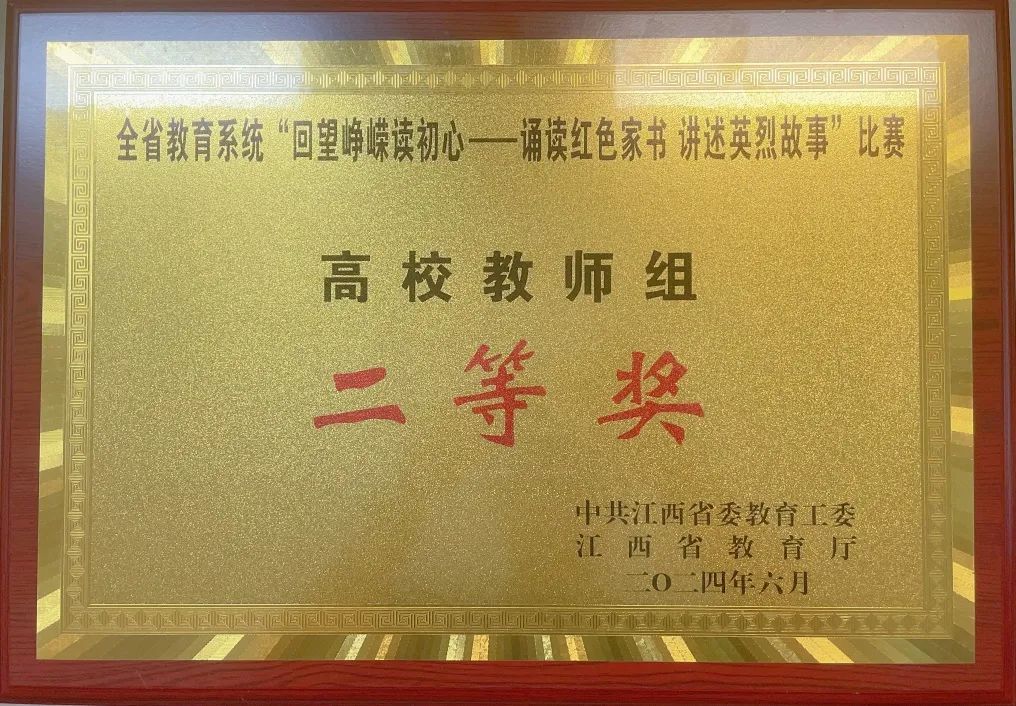 全省教育系统“回望峥嵘读初心——诵读红色家书 讲述英烈故事”比赛
高校教师组
二等奖
中共江西省委教育工委
江西省教育厅
二〇二四年六月